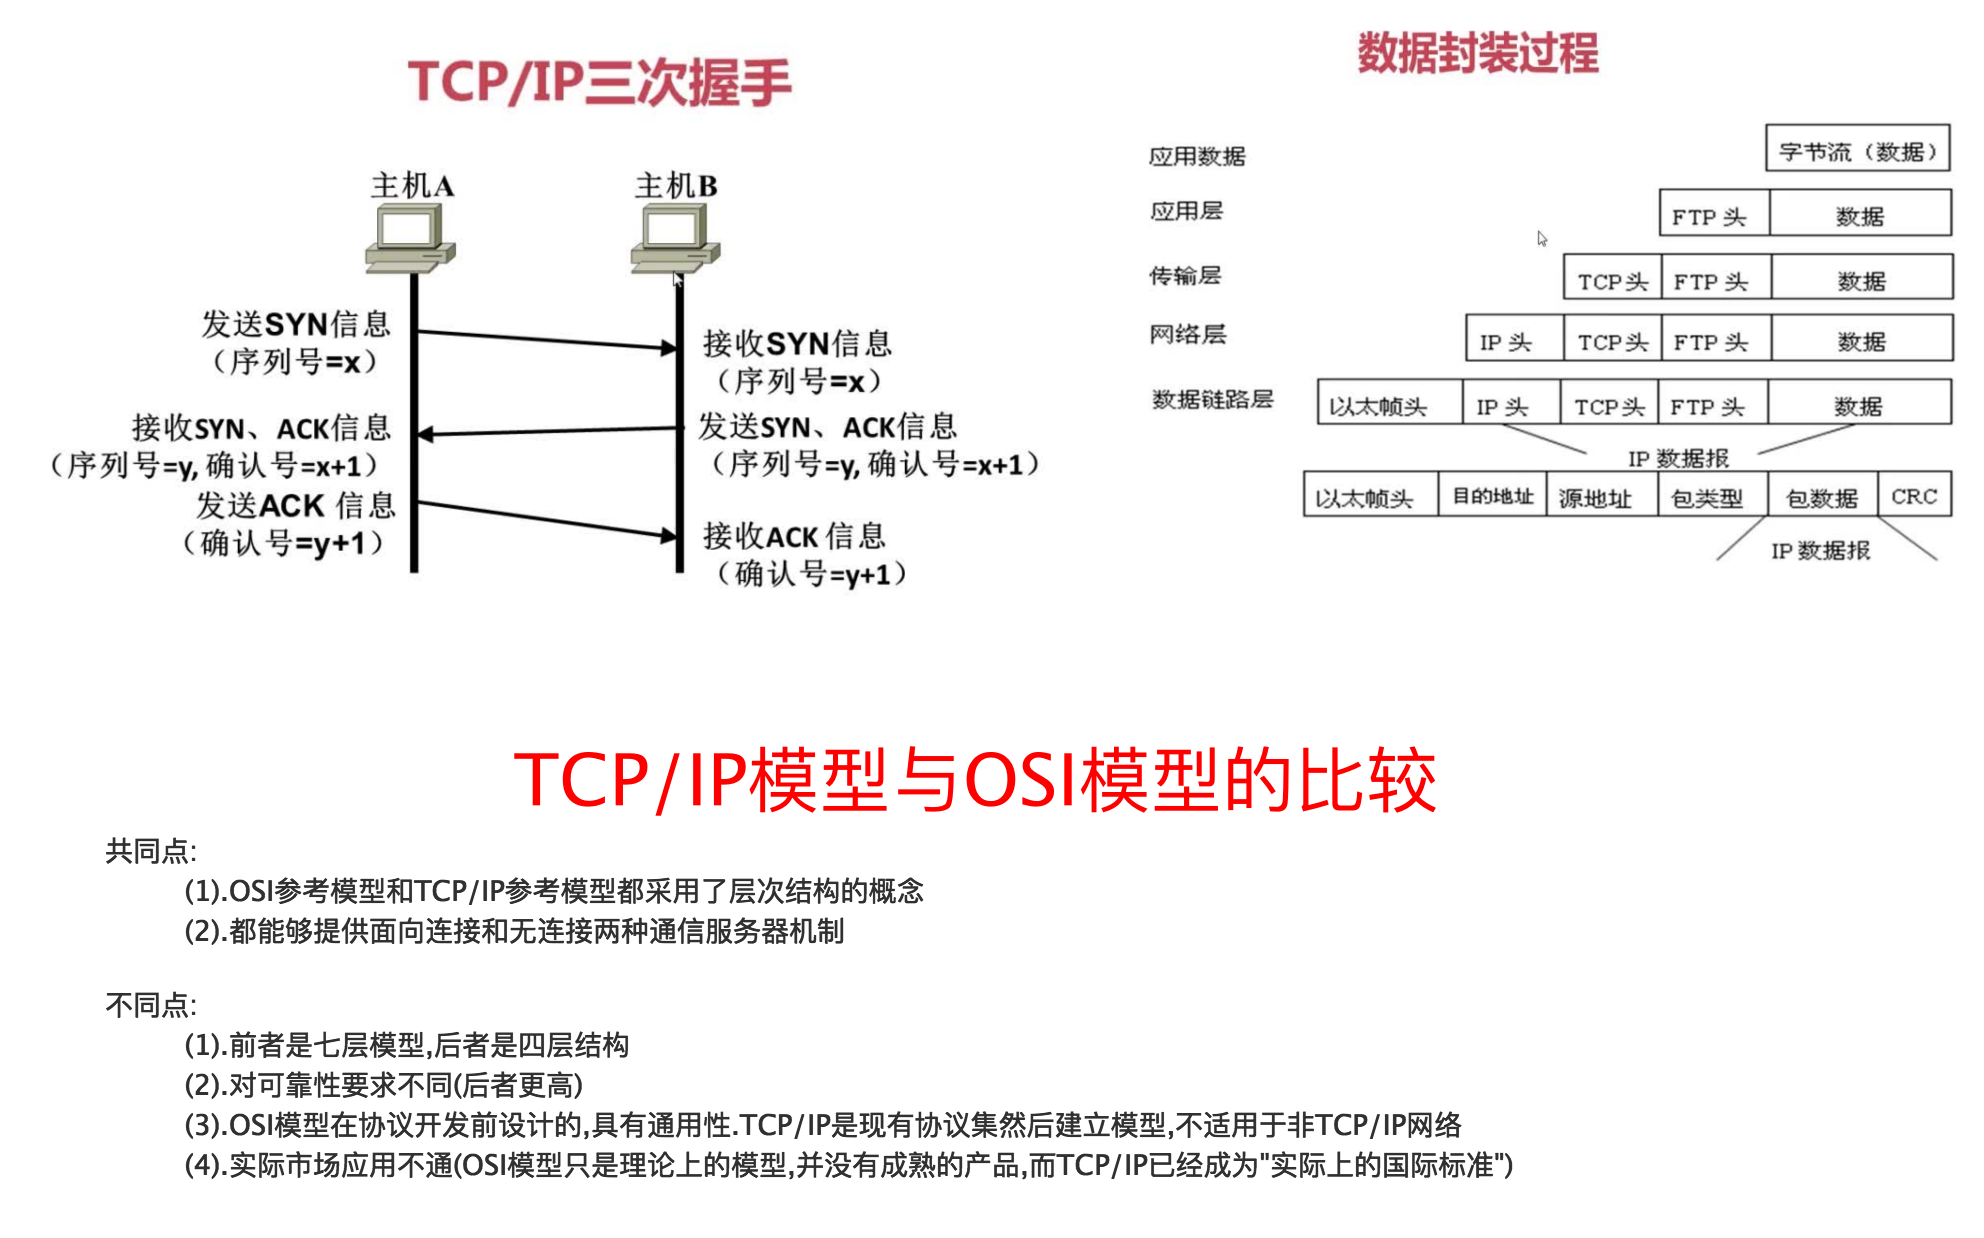 TCP/IP三次握手
主机A
主机B
发送SYN信息
（序列号=x）
接收SYN信息
（序列号=x）
接收SYN、ACK信息
（序列号=y, 确认号=x+1）
发送SYN、ACK信息
（序列号=y, 确认号=x+1）
发送ACK 信息
（确认号=y+1）
接收ACK 信息
（确认号=y+1）
数据封装过程
应用数据 字节流（数据）
应用层 FTP 头 数据
传输层 TCP头 FTP 头 数据
网络层 IP 头 TCP头 FTP 头 数据
数据链路层 以太帧头 IP 头 TCP头 FTP 头 数据
IP 数据报
以太帧头 目的地址 源地址 包类型 包数据 CRC
IP 数据报
TCP/IP模型与OSI模型的比较
共同点:
(1).OSI参考模型和TCP/IP参考模型都采用了层次结构的概念
(2).都能够提供面向连接和无连接两种通信服务器机制
不同点:
(1).前者是七层模型,后者是四层结构
(2).对可靠性要求不同(后者更高)
(3).OSI模型在协议开发前设计的,具有通用性.TCP/IP是现有协议集然后建立模型,不适用于非TCP/IP网络
(4).实际市场应用不通(OSI模型只是理论上的模型,并没有成熟的产品,而TCP/IP已经成为"实际上的国际标准")